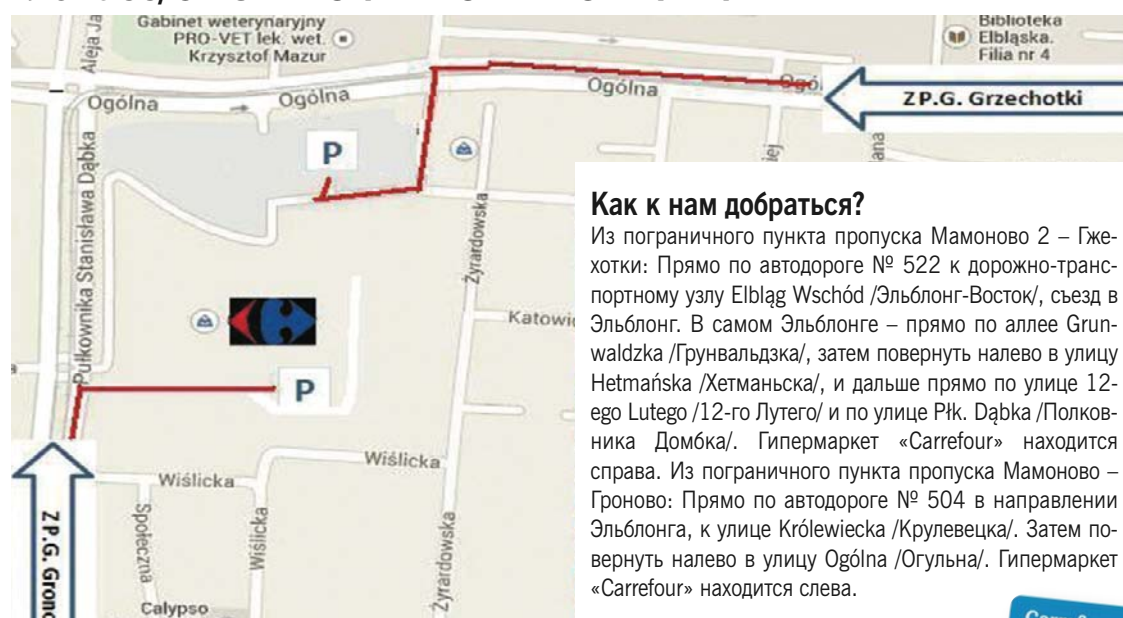 Gabinet weterynaryjny
PRO-VET lek. wet.
Krzysztof Mazur
Biblioteka
Elbląska.
Filia nr 4
Aleja Ja
Ogólna
Ogólna
Ogólna
Ogól
ZP.G. Grzechotki
P
Pułkownika Stanisława Dąbka
Żyrardowska
Katowic
P
Wiślicka
Wiślicka
Społeczna
Wiślicka
Żyrardowska
Z P.G. Grono
Calypso
Как к нам добраться?
Из пограничного пункта пропуска Мамоново 2 – Гже-
хотки: Прямо по автодороге № 522 к дорожно-транс-
портному узлу Elbląg Wschód /Эльблонг-Восток/, съезд в
Эльблонг. В самом Эльблонге – прямо по аллее Grun-
waldzka /Грунвальдзка/, затем повернуть налево в улицу
Hetmańska /Хетманьска/, и дальше прямо по улице 12-
ego Lutego /12-го Лутего/ и по улице Płk. Dąbka /Полков-
ника Домбка/. Гипермаркет «Carrefour» находится
справа. Из пограничного пункта пропуска Мамоново –
Гроново: Прямо по автодороге № 504 в направлении
Эльблонга, к улице Królewiecka /Крулевецка/. Затем по-
вернуть налево в улицу Ogólna /Огульна/. Гипермаркет
«Carrefour» находится слева.